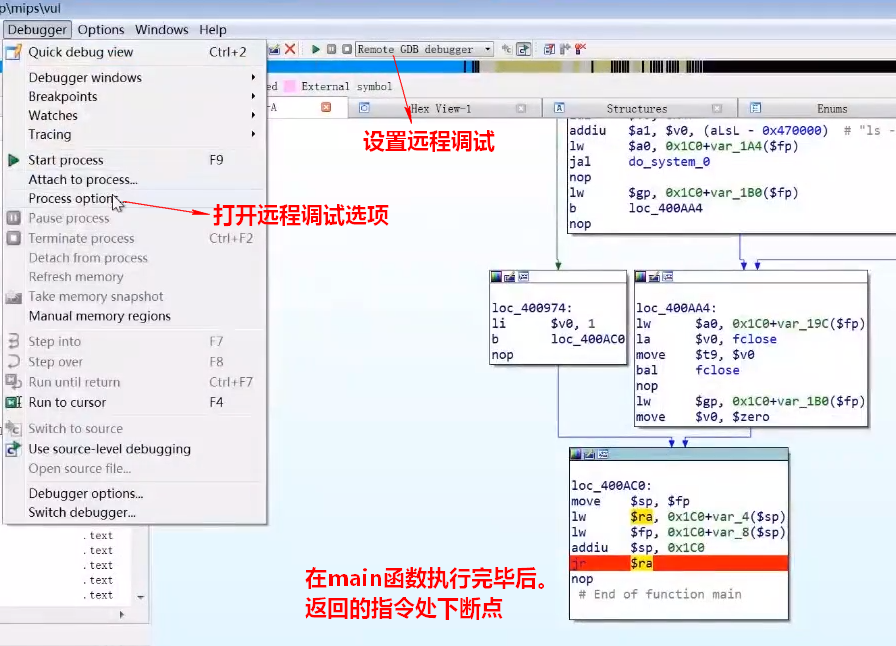 p\mips\vul
Debugger Options Windows Help
Quick debug view Ctrl+2
Debugger windows
Breakpoints
Watches
Tracing
Start process F9
Attach to process...
Process option
Pause process
Terminate process Ctrl+F2
Detach from process
Refresh memory
Take memory snapshot
Manual memory regions
Step into F7
Step over F8
Run until return Ctrl+F7
Run to cursor F4
Switch to source
Use source-level debugging
Open source file...
Debugger options...
Switch debugger...
.text
.text
.text
.text
.text
Remote GDB debugger
ed External symbol
-A Hex View-1 Structures Enums
设置远程调试
打开远程调试选项
addiu $a1, $v0, (aLsL - 0x470000) # "ls -
lw $a0, 0x1C0+var_1A4($fp)
jal do_system_0
nop
lw $gp, 0x1C0+var_1B0($fp)
b loc_400AA4
nop
loc_400974:
li $v0, 1
b loc_400AC0
nop
loc_400AA4:
lw $a0, 0x1C0+var_19C($fp)
la $v0, fclose
move $t9, $v0
bal fclose
nop
lw $gp, 0x1C0+var_1B0($fp)
move $v0, $zero
loc_400AC0:
move $sp, $fp
lw $ra, 0x1C0+var_4($sp)
lw $fp, 0x1C0+var_8($sp)
addiu $sp, 0x1C0
jr $ra
nop
# End of function main
在main函数执行完毕后。
返回的指令处下断点